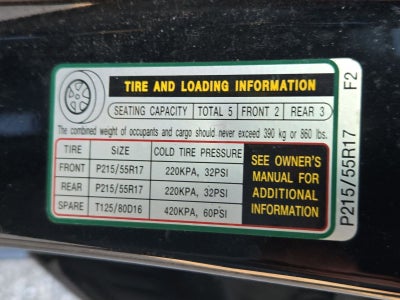 TIRE AND LOADING INFORMATION
SEATING CAPACITY TOTAL 5 FRONT 2 REAR 3
The combined weight of occupants and cargo should never exceed 390 kg or 860 lbs.
TIRE SIZE COLD TIRE PRESSURE
FRONT P215/55R17 220KPA, 32PSI
REAR P215/55R17 220KPA, 32PSI
SPARE T125/80D16 420KPA, 60PSI
SEE OWNER'S
MANUAL FOR
ADDITIONAL
INFORMATION
P215/55R17 F2